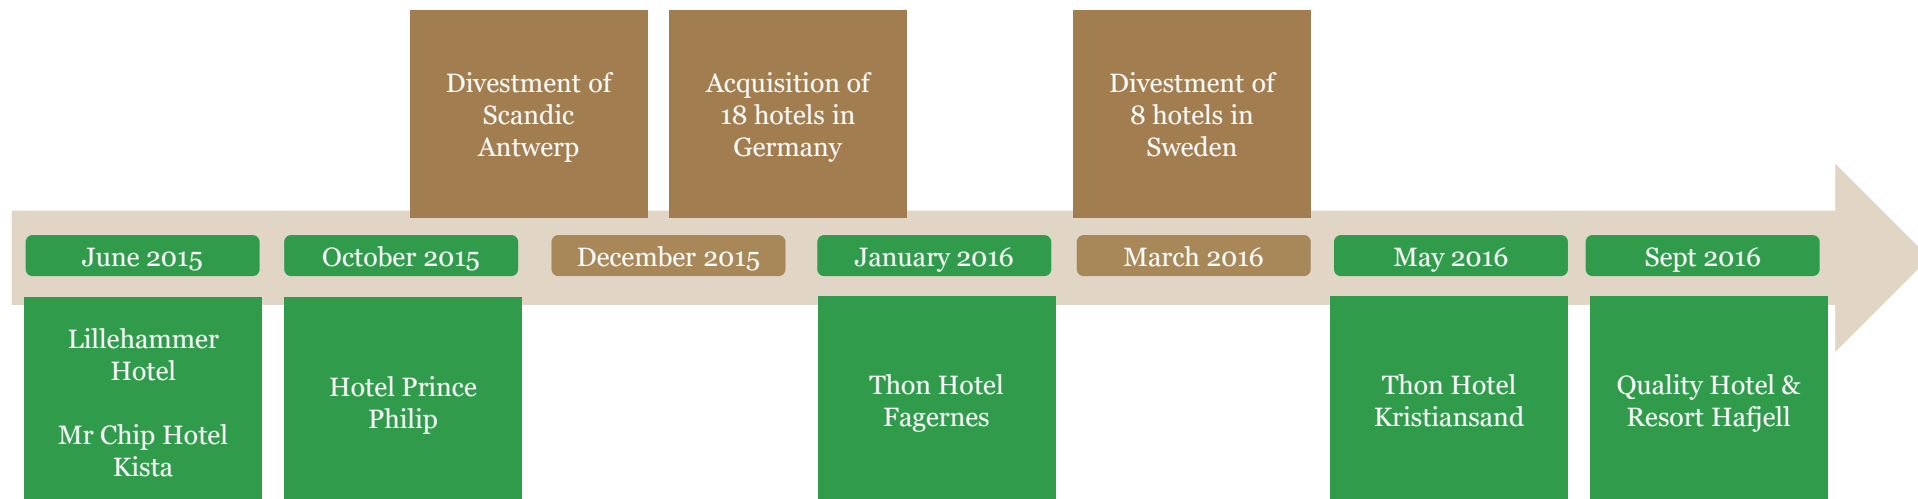 Divestment of
Scandic
Antwerp
Acquisition of
18 hotels in
Germany
Divestment of
8 hotels in
Sweden
June 2015
October 2015
December 2015
January 2016
March 2016
May 2016
Sept 2016
Lillehammer
Hotel
Mr Chip Hotel
Kista
Hotel Prince
Philip
Thon Hotel
Fagernes
Thon Hotel
Kristiansand
Quality Hotel &
Resort Hafjell